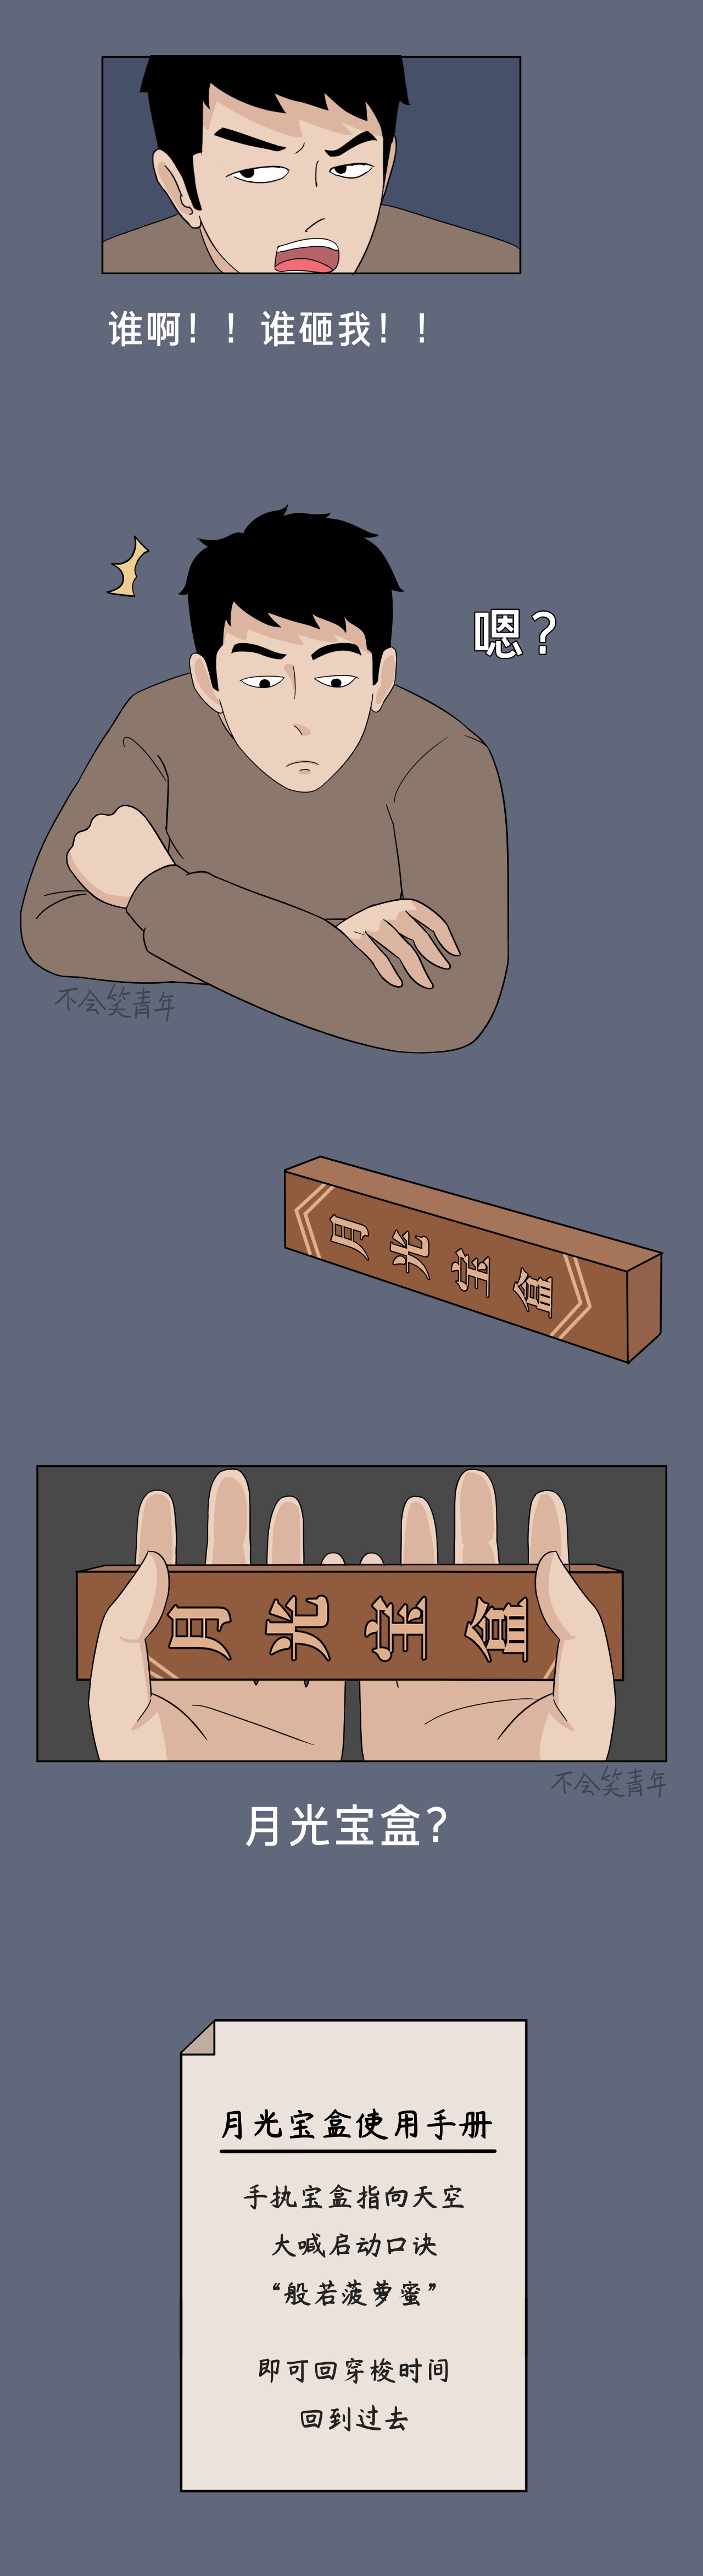 谁啊！！谁砸我！！
嗯？
不会笑青年
月光宝盒
月光宝盒
不会笑青年
月光宝盒？
月光宝盒使用手册
手执宝盒指向天空
大喊启动口诀
“般若菠萝蜜”
即可回穿梭时间
回到过去